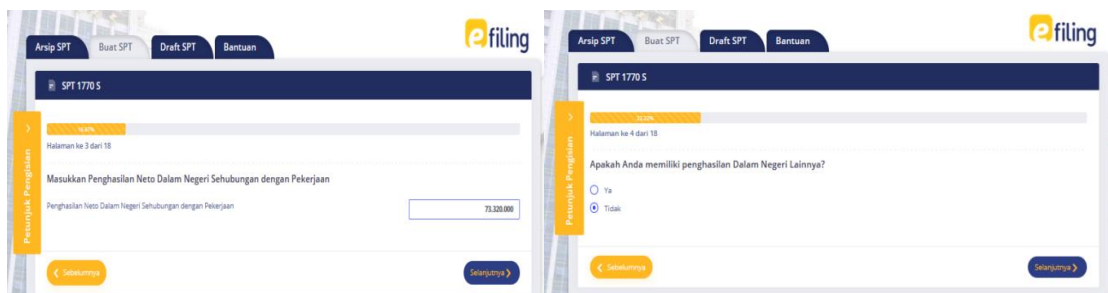 Arsip SPT
Buat SPT
Draft SPT
Bantuan
efiling
SPT 1770 S
Petunjuk Pengisian
Halaman ke 3 dari 18
Masukkan Penghasilan Neto Dalam Negeri Sehubungan dengan Pekerjaan
Penghasilan Neto Dalam Negeri Sehubungan dengan Pekerjaan
73.320.000
Sebelumnya
Selanjutnya
Arsip SPT
Buat SPT
Draft SPT
Bantuan
efiling
SPT 1770 S
Petunjuk Pengisian
Halaman ke 4 dari 18
Apakah Anda memiliki penghasilan Dalam Negeri Lainnya?
Ya
Tidak
Sebelumnya
Selanjutnya